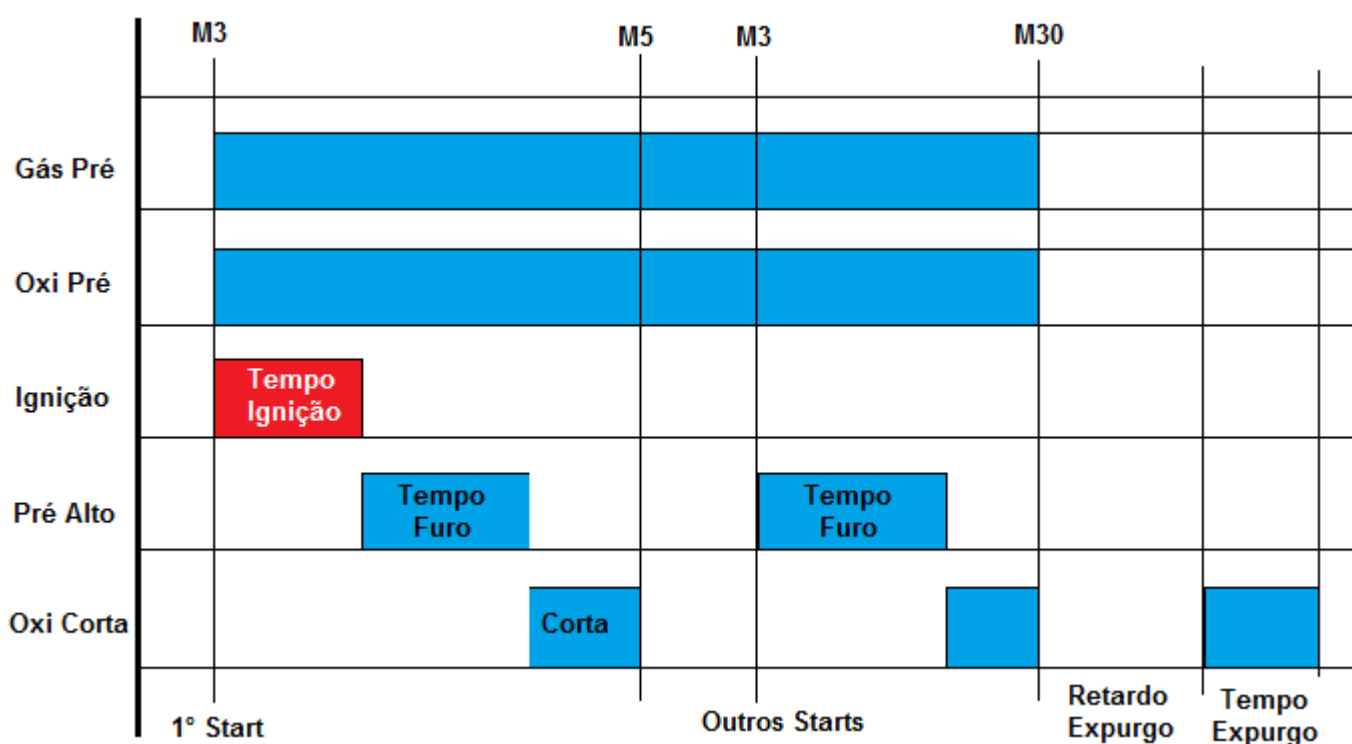 M3
M5
M3
M30
Gás Pré
Oxi Pré
Ignição
Tempo
Ignição
Pré Alto
Tempo
Furo
Tempo
Furo
Oxi Corta
Corta
1° Start
Outros Starts
Retardo
Expurgo
Tempo
Expurgo